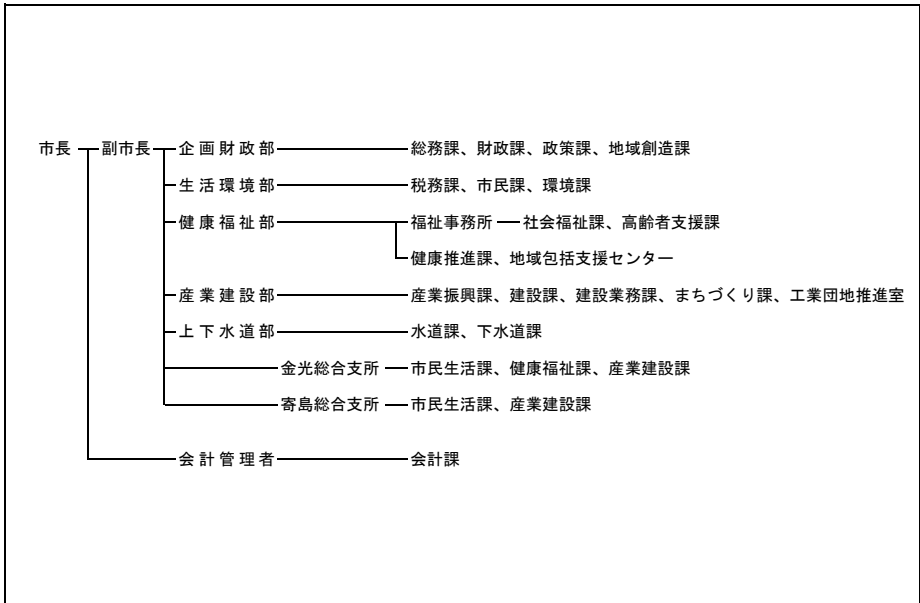 市長 副市長 企画財政部 総務課、財政課、政策課、地域創造課
生活環境部 税務課、市民課、環境課
健康福祉部 福祉事務所 社会福祉課、高齢者支援課
健康推進課、地域包括支援センター
産業建設部 産業振興課、建設課、建設業務課、まちづくり課、工業団地推進室
上下水道部 水道課、下水道課
金光総合支所 市民生活課、健康福祉課、産業建設課
寄島総合支所 市民生活課、産業建設課
会計管理者 会計課